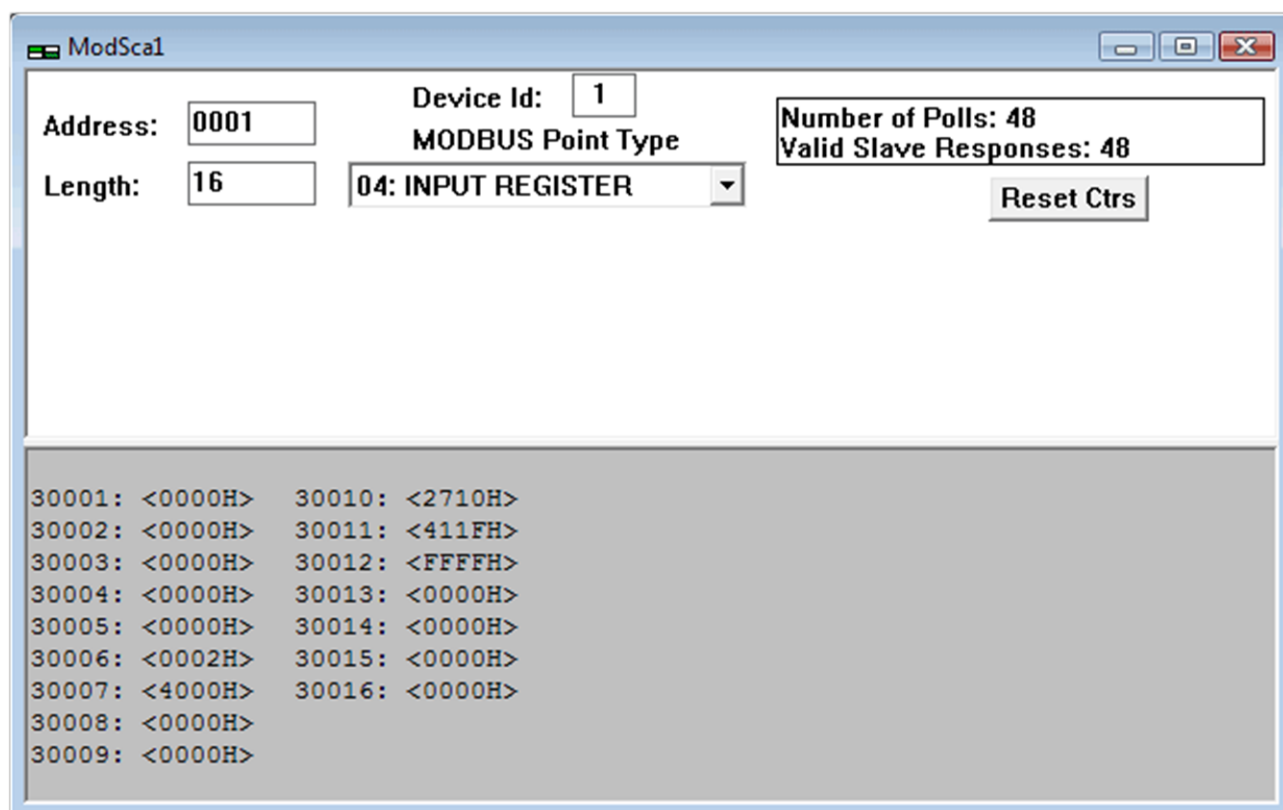 ModSca1
Device Id: 1
Address: 0001
MODBUS Point Type
Length: 16
04: INPUT REGISTER
Number of Polls: 48
Valid Slave Responses: 48
Reset Ctrs
30001: <0000H> 30010: <2710H>
30002: <0000H> 30011: <411FH>
30003: <0000H> 30012: <FFFFH>
30004: <0000H> 30013: <0000H>
30005: <0000H> 30014: <0000H>
30006: <0002H> 30015: <0000H>
30007: <4000H> 30016: <0000H>
30008: <0000H>
30009: <0000H>